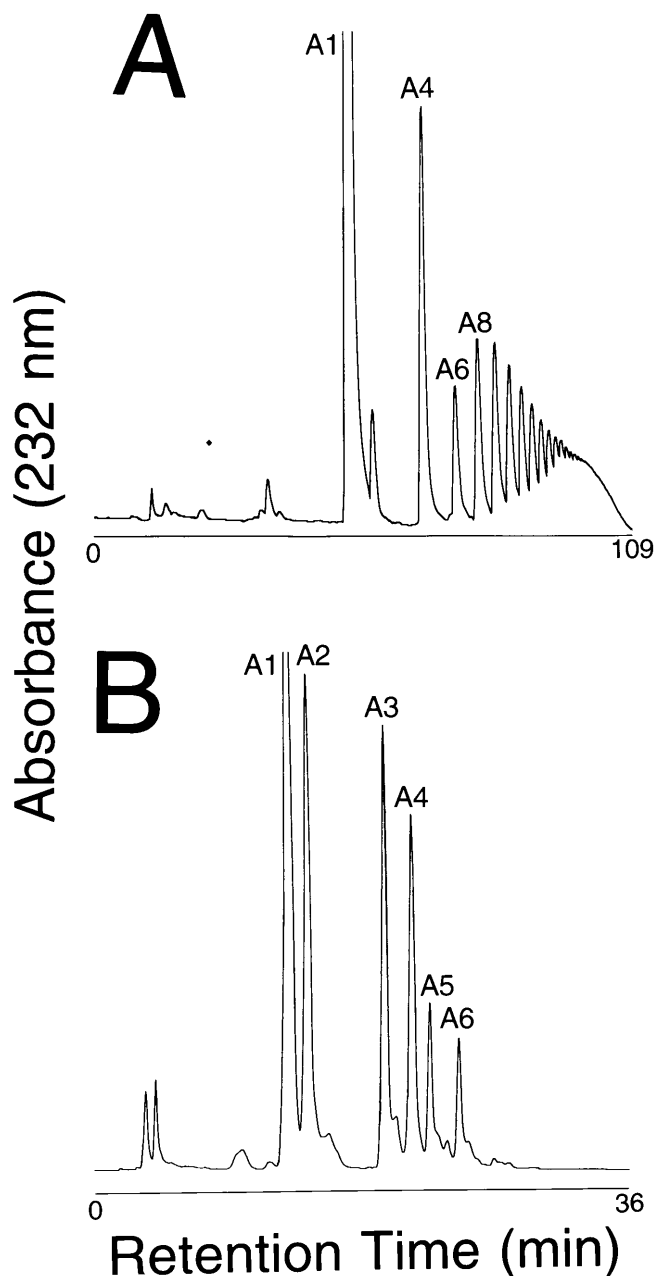 A
A1
A4
A8
A6
0
109
Absorbance (232 nm)
B
A1
A2
A3
A4
A5
A6
0
36
Retention Time (min)